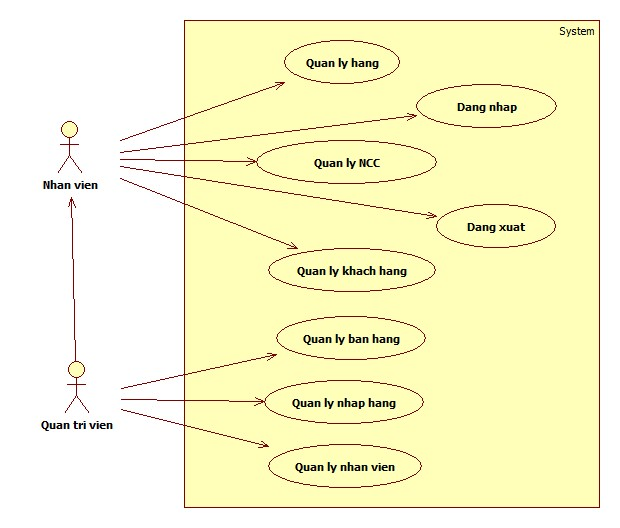 System
Quan ly hang
Dang nhap
Nhan vien
Quan ly NCC
Dang xuat
Quan ly khach hang
Quan ly ban hang
Quan tri vien
Quan ly nhap hang
Quan ly nhan vien